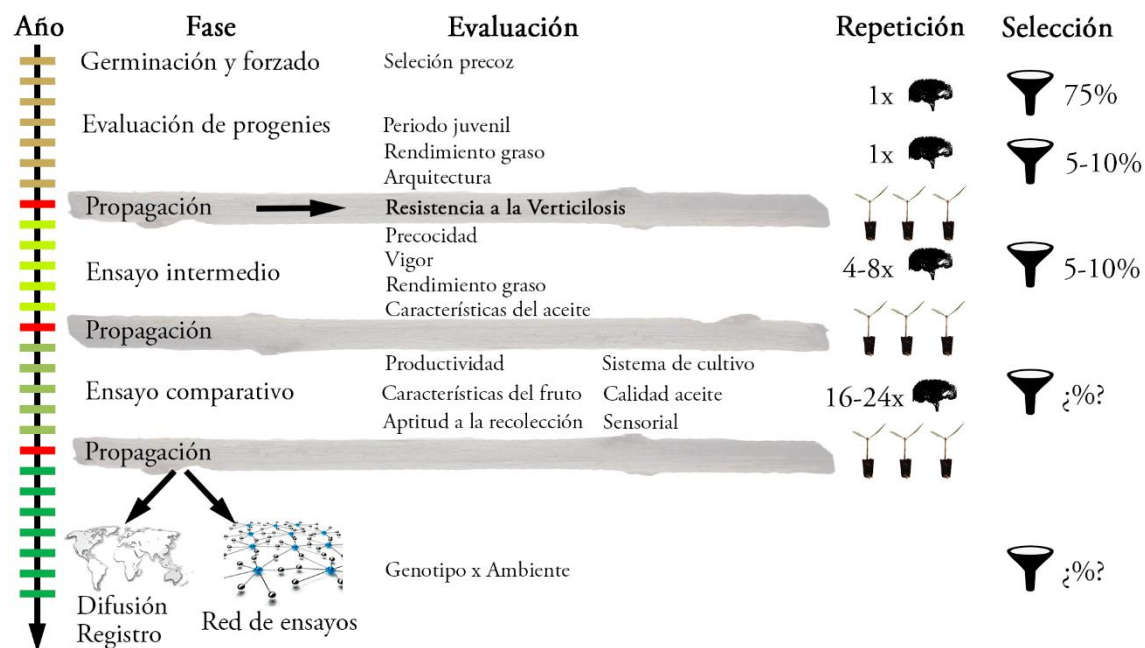 Año Fase Evaluación Repetición Selección
Germinación y forzado Seleción precoz
1x 75%
Evaluación de progenies Periodo juvenil
Rendimiento graso 1x 5-10%
Arquitectura
Propagación Resistencia a la Verticilosis
Precocidad
Ensayo intermedio Vigor 4-8x 5-10%
Rendimiento graso
Características del aceite
Propagación
Productividad Sistema de cultivo
Ensayo comparativo Características del fruto Calidad aceite 16-24x ¿%?
Aptitud a la recolección Sensorial
Propagación
Genotipo x Ambiente ¿%?
Difusión
Registro
Red de ensayos